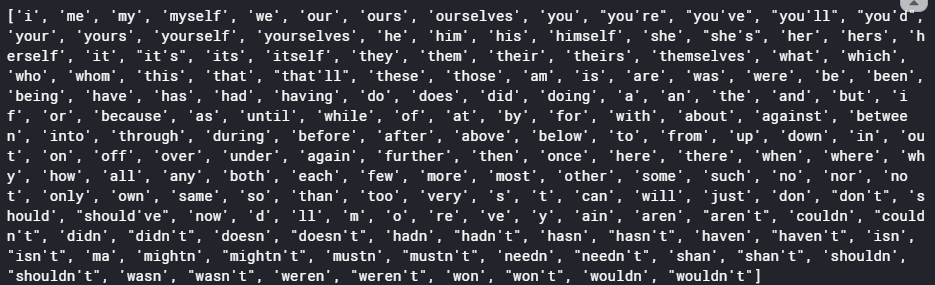 ['i', 'me', 'my', 'myself', 'we', 'our', 'ours', 'ourselves', 'you', "you're", "you've", "you'll", "you'd",
'your', 'yours', 'yourself', 'yourselves', 'he', 'him', 'his', 'himself', 'she', "she's", 'her', 'hers', 'h
erself', 'it', "it's", 'its', 'itself', 'they', 'them', 'their', 'theirs', 'themselves', 'what', 'which',
'who', 'whom', 'this', 'that', "that'll", 'these', 'those', 'am', 'is', 'are', 'was', 'were', 'be', 'been',
'being', 'have', 'has', 'had', 'having', 'do', 'does', 'did', 'doing', 'a', 'an', 'the', 'and', 'but', 'i
f', 'or', 'because', 'as', 'until', 'while', 'of', 'at', 'by', 'for', 'with', 'about', 'against', 'betwee
n', 'into', 'through', 'during', 'before', 'after', 'above', 'below', 'to', 'from', 'up', 'down', 'in', 'ou
t', 'on', 'off', 'over', 'under', 'again', 'further', 'then', 'once', 'here', 'there', 'when', 'where', 'wh
y', 'how', 'all', 'any', 'both', 'each', 'few', 'more', 'most', 'other', 'some', 'such', 'no', 'nor', 'no
t', 'only', 'own', 'same', 'so', 'than', 'too', 'very', 's', 't', 'can', 'will', 'just', 'don', "don't", 's
hould', "should've", 'now', 'd', 'll', 'm', 'o', 're', 've', 'y', 'ain', 'aren', "aren't", 'couldn', "could
n't", 'didn', "didn't", 'doesn', "doesn't", 'hadn', "hadn't", 'hasn', "hasn't", 'haven', "haven't", 'isn',
"isn't", 'ma', 'mightn', "mightn't", 'mustn', "mustn't", 'needn', "needn't", 'shan', "shan't", 'shouldn',
"shouldn't", 'wasn', "wasn't", 'weren', "weren't", 'won', "won't", 'wouldn', "wouldn't"]